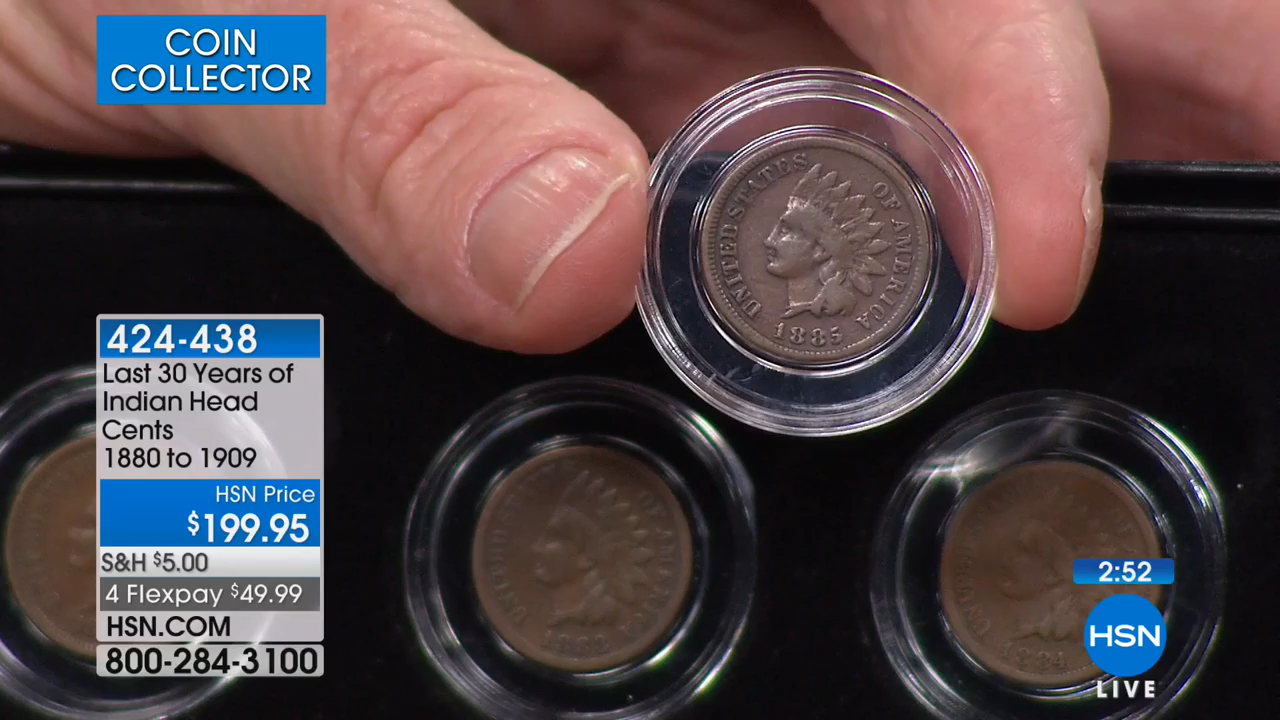 COIN
COLLECTOR
UNITED STATES OF AMERICA
1885
424-438
Last 30 Years of
Indian Head
Cents
1880 to 1909
HSN Price
$199.95
S&H $5.00
4 Flexpay $49.99
HSN.COM
800-284-3100
1884
2:52
HSN
LIVE